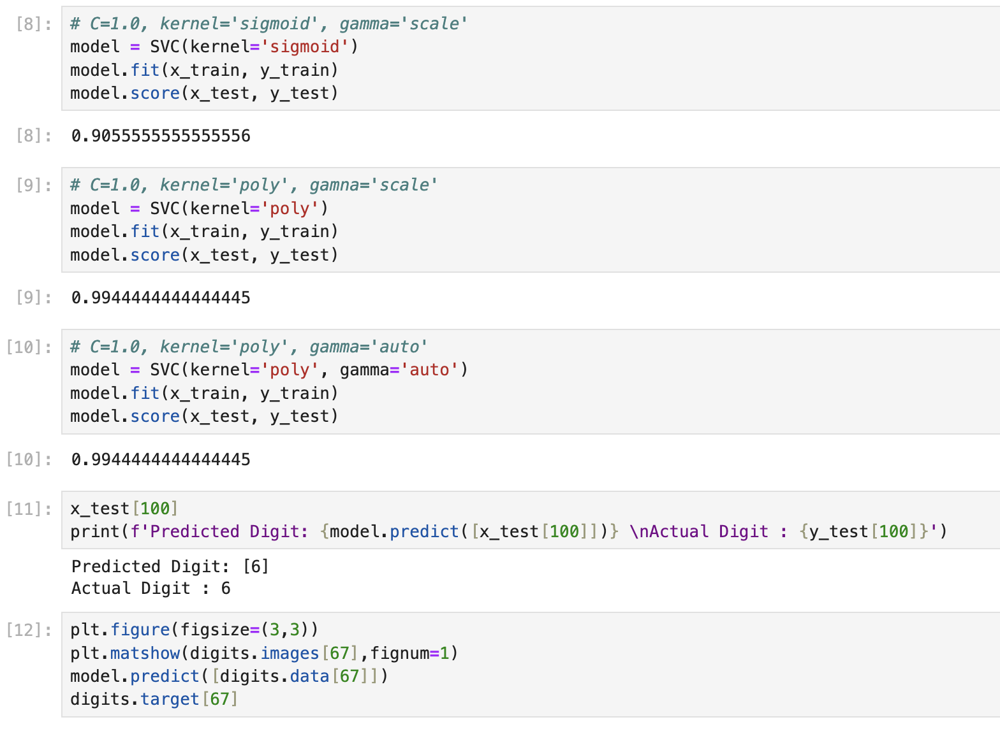 [8]: # C=1.0, kernel='sigmoid', gamma='scale'
model = SVC(kernel='sigmoid')
model.fit(x_train, y_train)
model.score(x_test, y_test)
[8]: 0.9055555555555556
[9]: # C=1.0, kernel='poly', gamna='scale'
model = SVC(kernel='poly')
model.fit(x_train, y_train)
model.score(x_test, y_test)
[9]: 0.9944444444444445
[10]: # C=1.0, kernel='poly', gamma='auto'
model = SVC(kernel='poly', gamma='auto')
model.fit(x_train, y_train)
model.score(x_test, y_test)
[10]: 0.9944444444444445
[11]: x_test[100]
print(f'Predicted Digit: {model.predict([x_test[100]])} \nActual Digit : {y_test[100]}')
Predicted Digit: [6]
Actual Digit : 6
[12]: plt.figure(figsize=(3,3))
plt.matshow(digits.images[67],fignum=1)
model.predict([digits.data[67]])
digits.target[67]